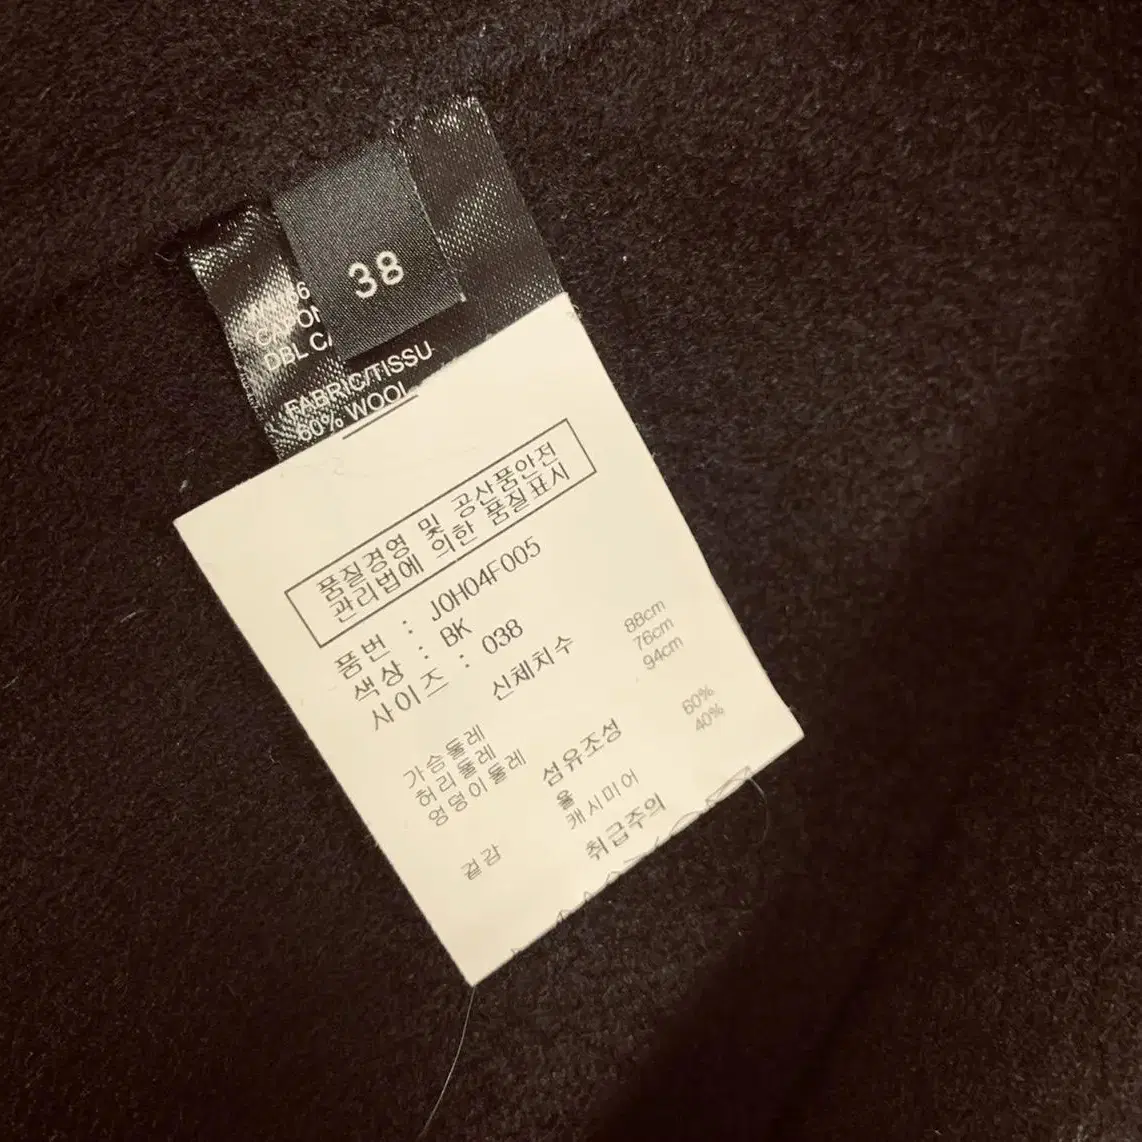 38
DBL CA
FABRIC/TISSU
60% WOOL
품질경영 및 공산품안전
관리법에 의한 품질표시
품번 : JOH04F005
색상 : BK
사이즈 : 038
신체치수
가슴둘레 88cm
허리둘레 76cm
엉덩이둘레 94cm
섬유조성
겉감 울 60%
캐시미어 40%
취급주의